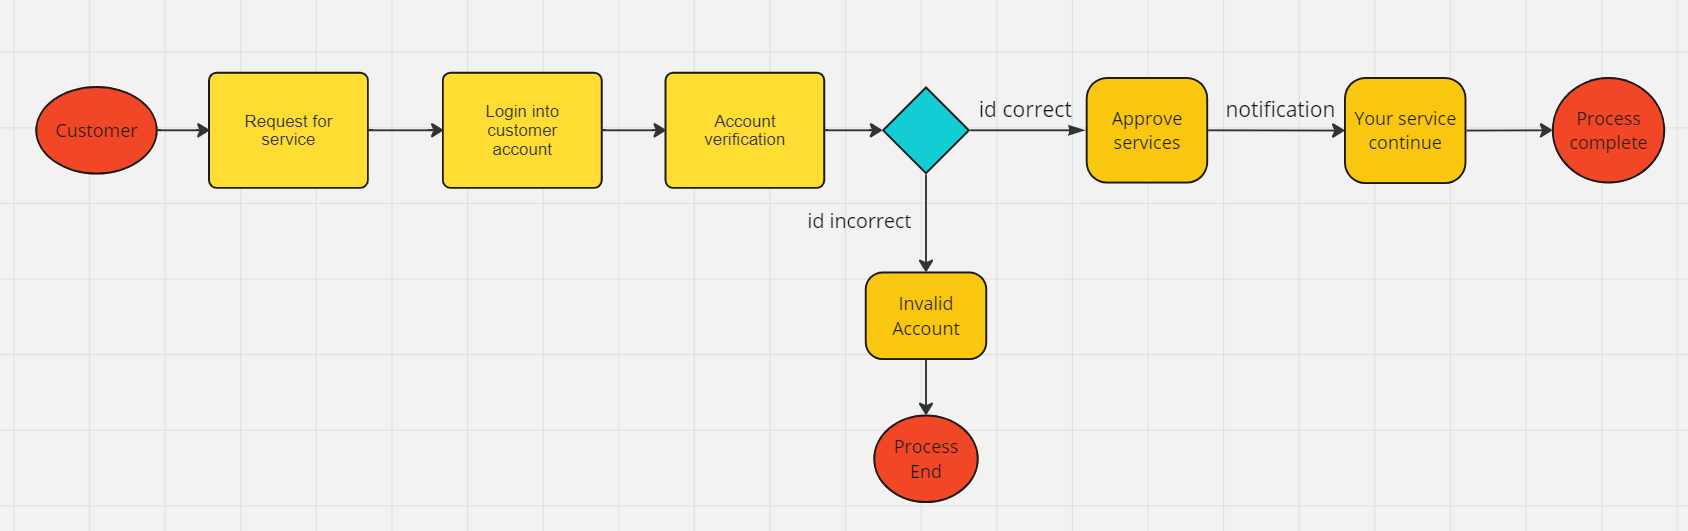 Customer
Request for
service
Login into
customer
account
Account
verification
id correct
Approve
services
notification
Your service
continue
Process
complete
id incorrect
Invalid
Account
Process
End